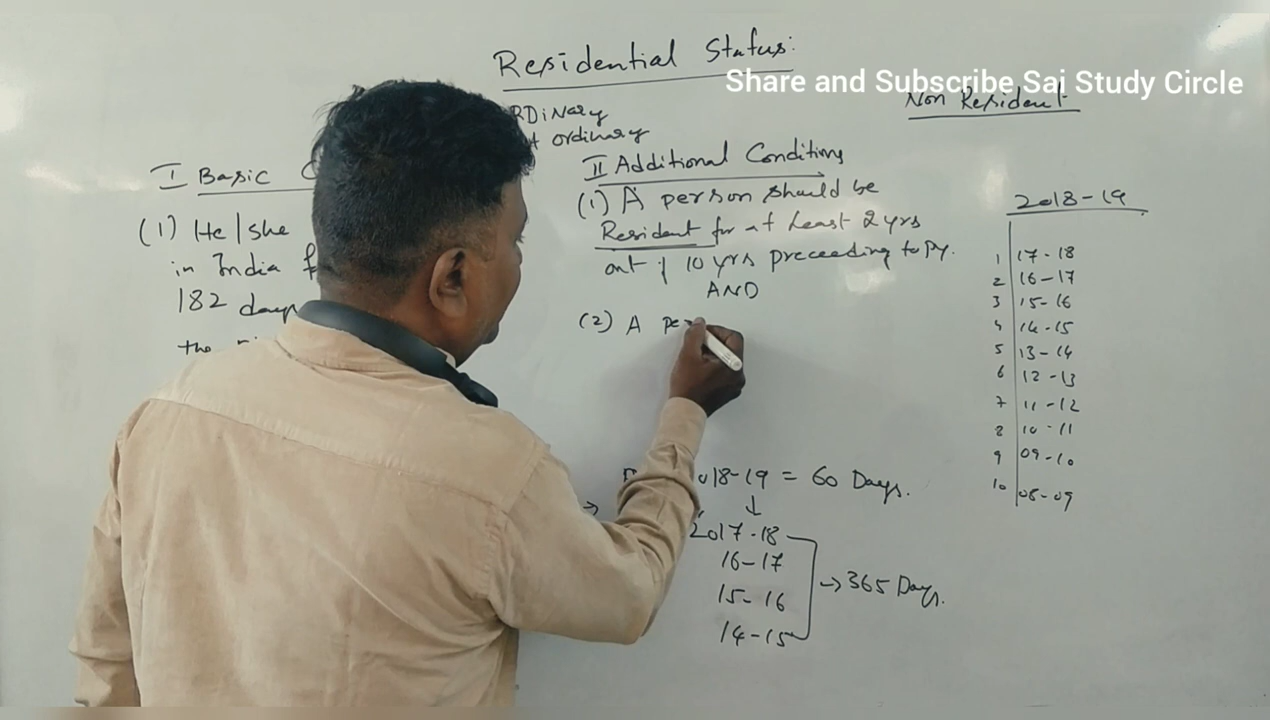 Residential Status:
Share and Subscribe Sai Study Circle
Non Resident
RDiNary
ordinary
I Basic
(1) He/she
in India
182 days
the
II Additional Conditions
(1) A person should be
Resident for at least 2 yrs
out of 10 yrs preceeding to PY.
AND
(2) A pe
2018-19
1 17-18
2 16-17
3 15-16
4 14-15
5 13-14
6 12-13
7 11-12
8 10-11
9 09-10
10 08-09
018-19 = 60 Days.
↓
2017-18
16-17
15-16
14-15
→ 365 Days.